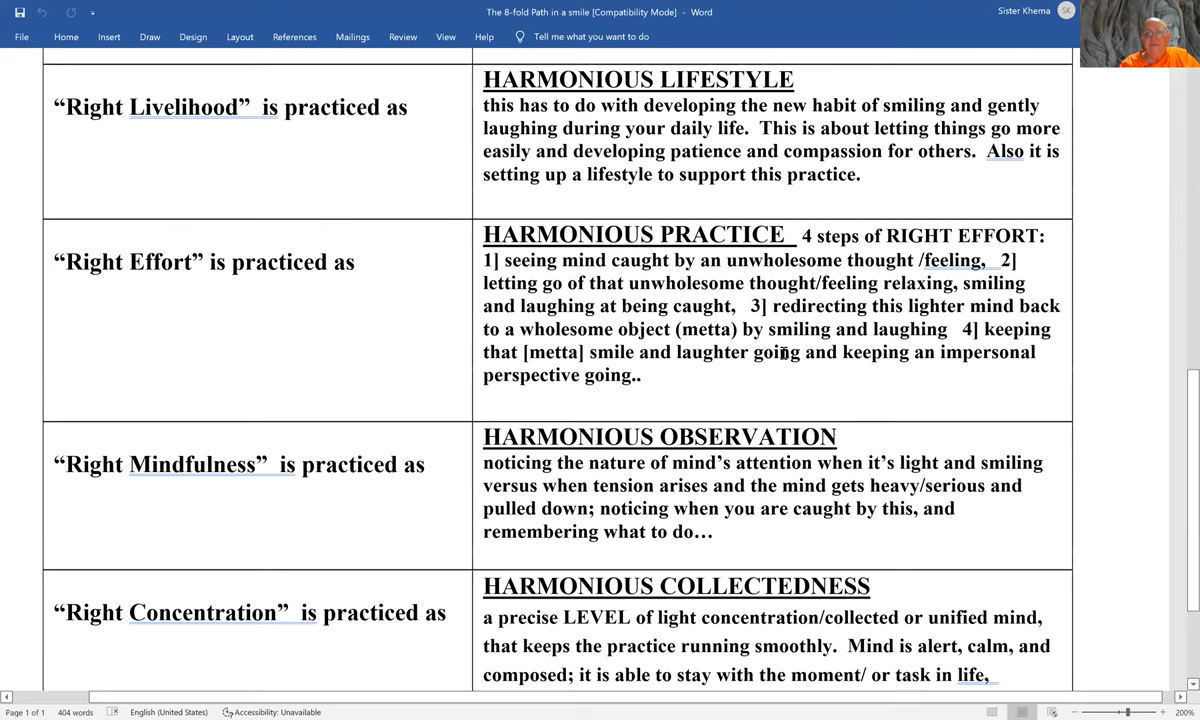 The 8-fold Path in a smile [Compatibility Mode] - Word
Sister Khema
SK
File Home Insert Draw Design Layout References Mailings Review View Help Tell me what you want to do
“Right Livelihood” is practiced as
HARMONIOUS LIFESTYLE
this has to do with developing the new habit of smiling and gently
laughing during your daily life. This is about letting things go more
easily and developing patience and compassion for others. Also it is
setting up a lifestyle to support this practice.
“Right Effort” is practiced as
HARMONIOUS PRACTICE 4 steps of RIGHT EFFORT:
1] seeing mind caught by an unwholesome thought /feeling, 2]
letting go of that unwholesome thought/feeling relaxing, smiling
and laughing at being caught, 3] redirecting this lighter mind back
to a wholesome object (metta) by smiling and laughing 4] keeping
that [metta] smile and laughter going and keeping an impersonal
perspective going..
“Right Mindfulness” is practiced as
HARMONIOUS OBSERVATION
noticing the nature of mind’s attention when it’s light and smiling
versus when tension arises and the mind gets heavy/serious and
pulled down; noticing when you are caught by this, and
remembering what to do…
“Right Concentration” is practiced as
HARMONIOUS COLLECTEDNESS
a precise LEVEL of light concentration/collected or unified mind,
that keeps the practice running smoothly. Mind is alert, calm, and
composed; it is able to stay with the moment/ or task in life,
Page 1 of 1 404 words English (United States) Accessibility: Unavailable 200%